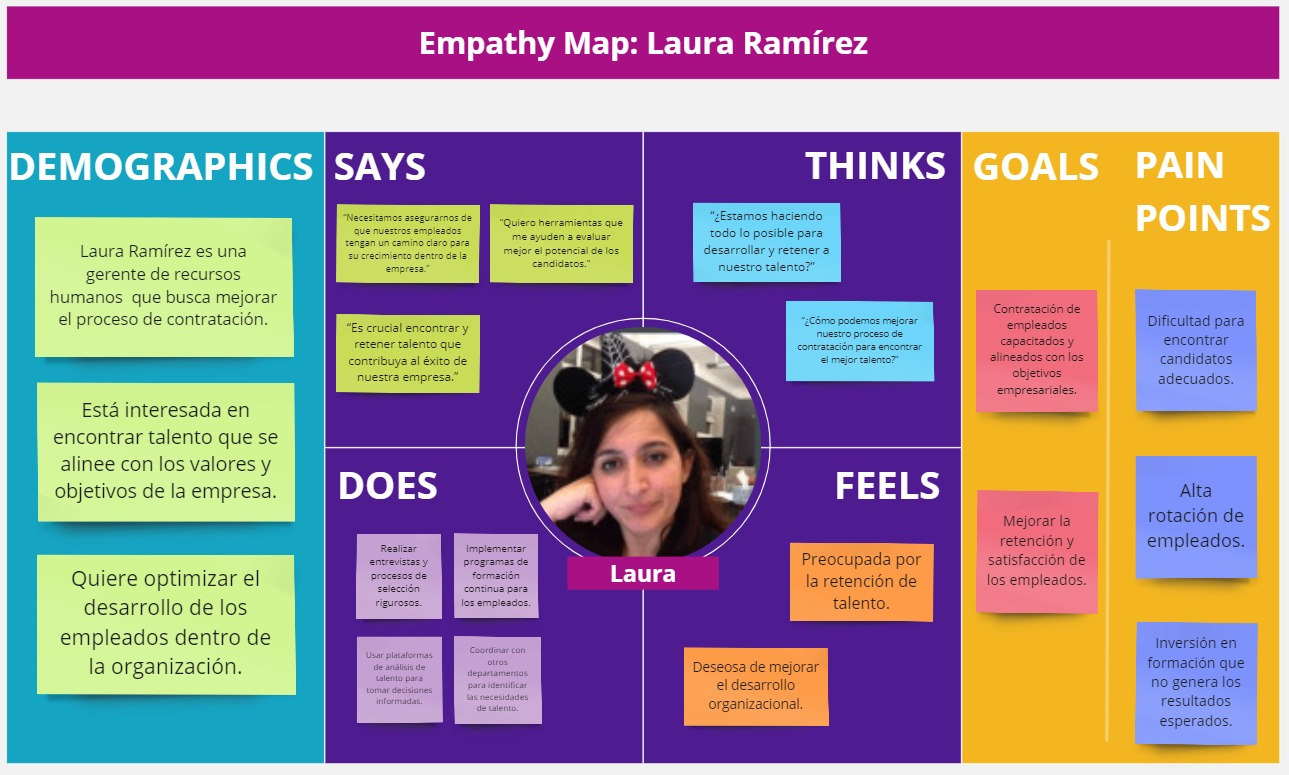 Empathy Map: Laura Ramírez
DEMOGRAPHICS
Laura Ramírez es una
gerente de recursos
humanos que busca mejorar
el proceso de contratación.
Está interesada en
encontrar talento que se
alinee con los valores y
objetivos de la empresa.
Quiere optimizar el
desarrollo de los
empleados dentro de
la organización.
SAYS
“Necesitamos asegurarnos de
que nuestros empleados
tengan un camino claro para
su crecimiento dentro de la
empresa.”
“Quiero herramientas que
me ayuden a evaluar
mejor el potencial de los
candidatos.”
“Es crucial encontrar y
retener talento que
contribuya al éxito de
nuestra empresa.”
THINKS
“¿Estamos haciendo
todo lo posible para
desarrollar y retener a
nuestro talento?”
“¿Cómo podemos mejorar
nuestro proceso de
contratación para encontrar
el mejor talento?”
DOES
Realizar
entrevistas y
procesos de
selección
rigurosos.
Implementar
programas de
formación
continua para
los empleados.
Usar plataformas
de análisis de
talento para
tomar decisiones
informadas.
Coordinar con
otros
departamentos
para identificar
las necesidades
de talento.
Laura
FEELS
Preocupada por
la retención de
talento.
Deseosa de mejorar
el desarrollo
organizacional.
GOALS
Contratación de
empleados
capacitados y
alineados con los
objetivos
empresariales.
Mejorar la
retención y
satisfacción de
los empleados.
PAIN
POINTS
Dificultad para
encontrar
candidatos
adecuados.
Alta
rotación de
empleados.
Inversión en
formación que
no genera los
resultados
esperados.